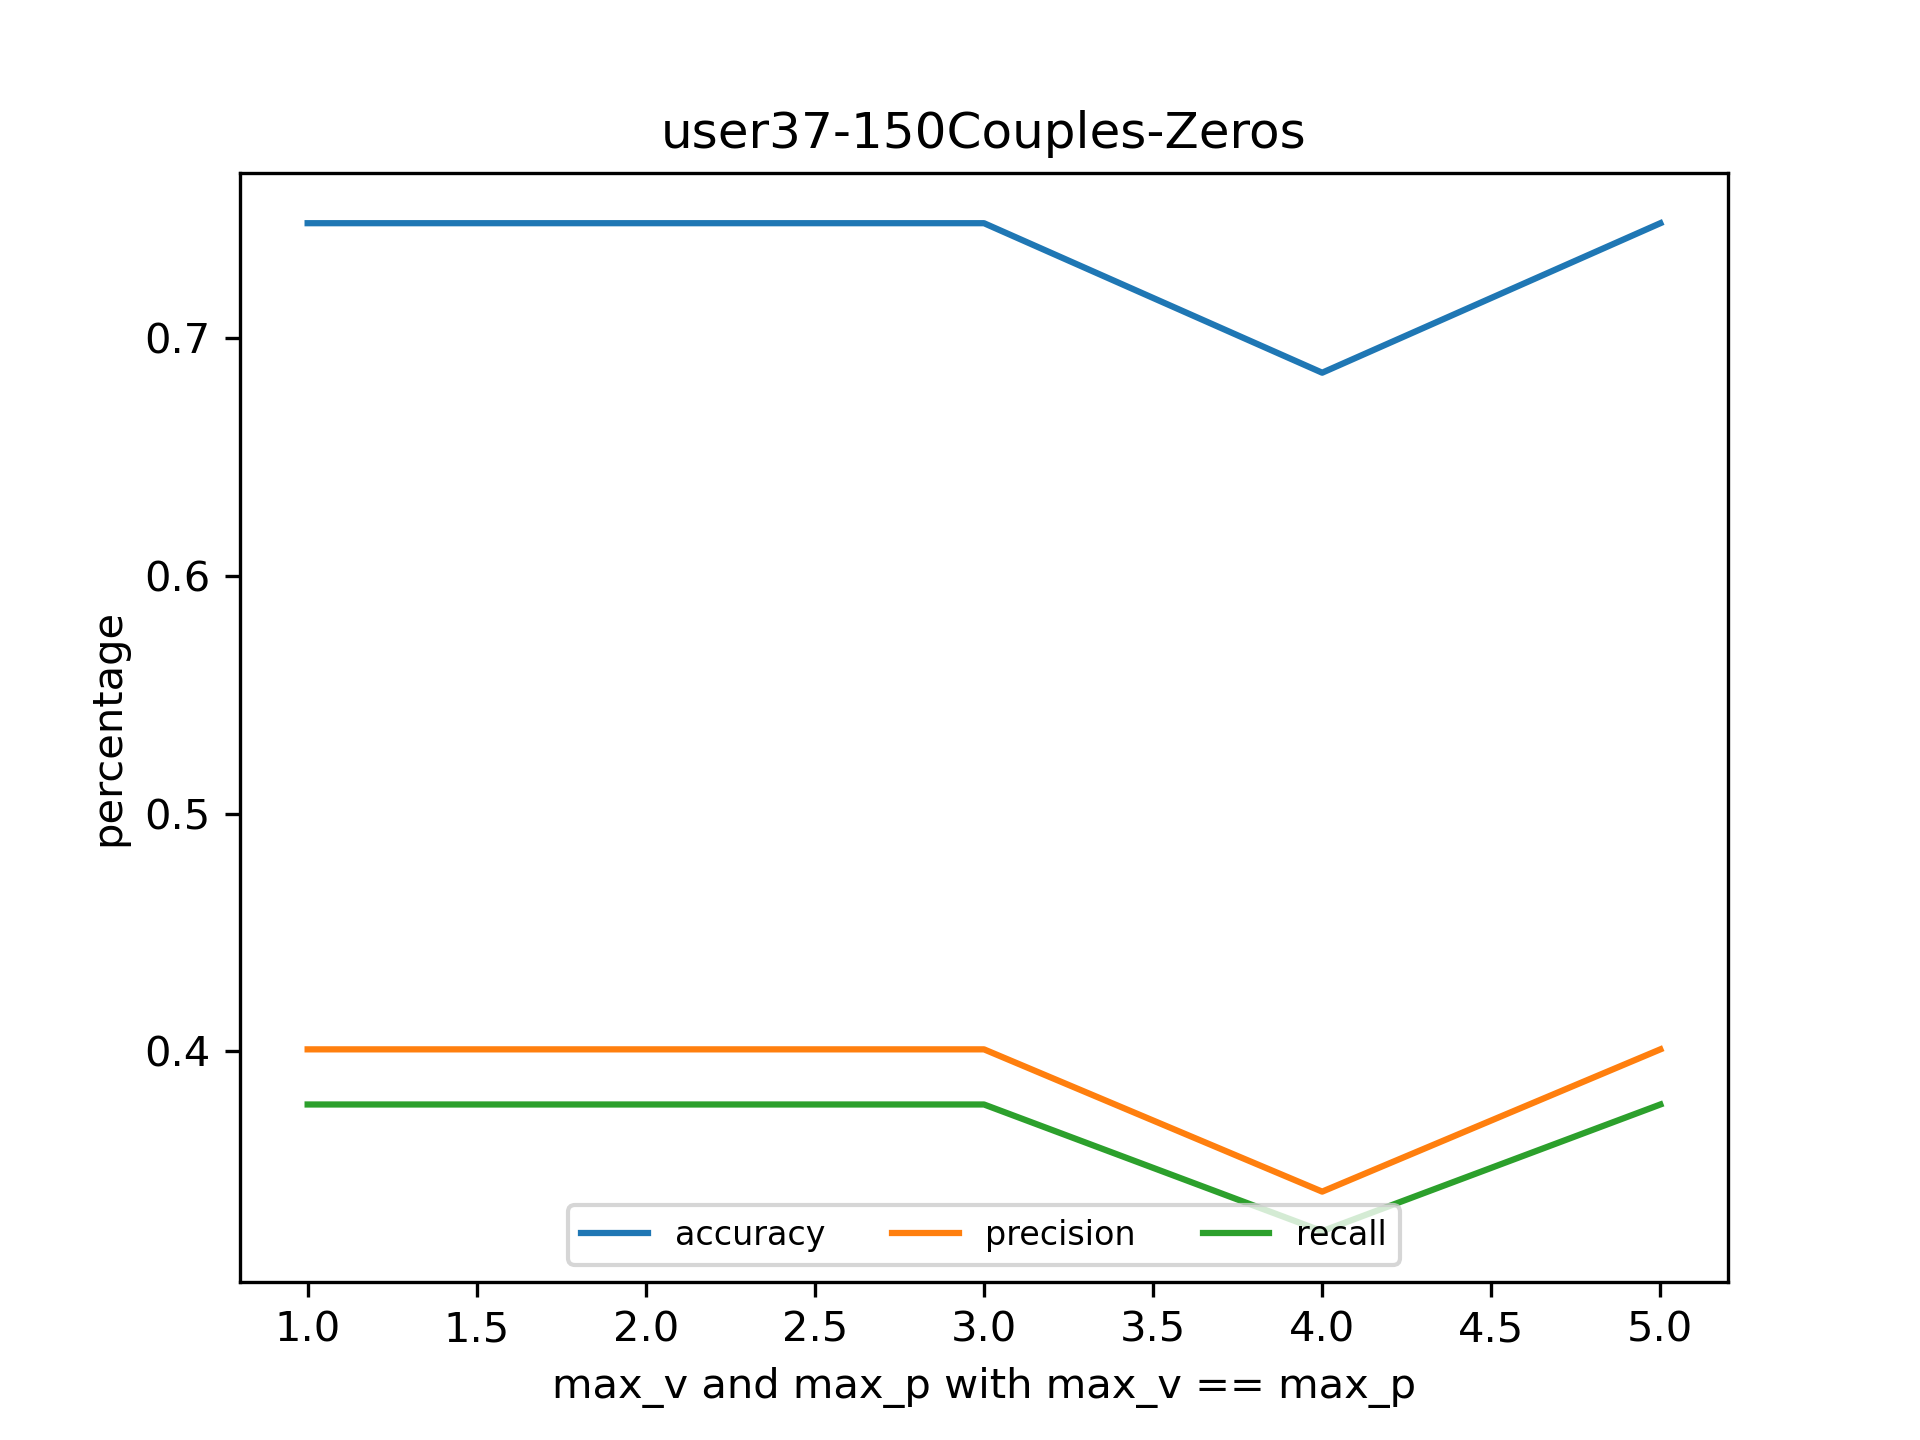 user37-150Couples-Zeros
0.7
0.6
0.5
0.4
percentage
accuracy precision recall
1.0 1.5 2.0 2.5 3.0 3.5 4.0 4.5 5.0
max_v and max_p with max_v == max_p